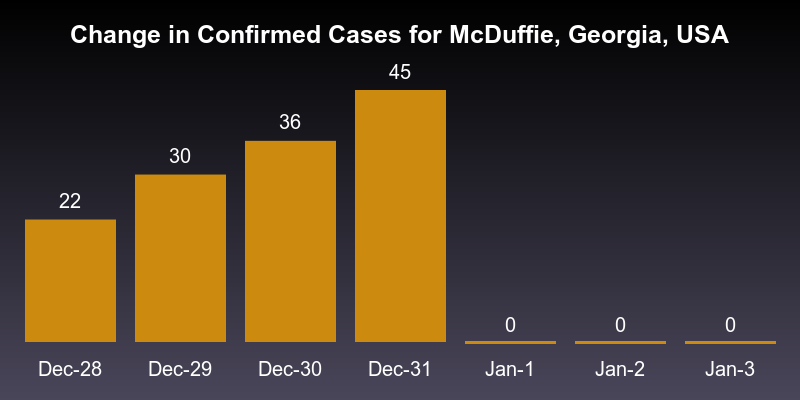 Change in Confirmed Cases for McDuffie, Georgia, USA
45
36
30
22
0 0 0
Dec-28 Dec-29 Dec-30 Dec-31 Jan-1 Jan-2 Jan-3